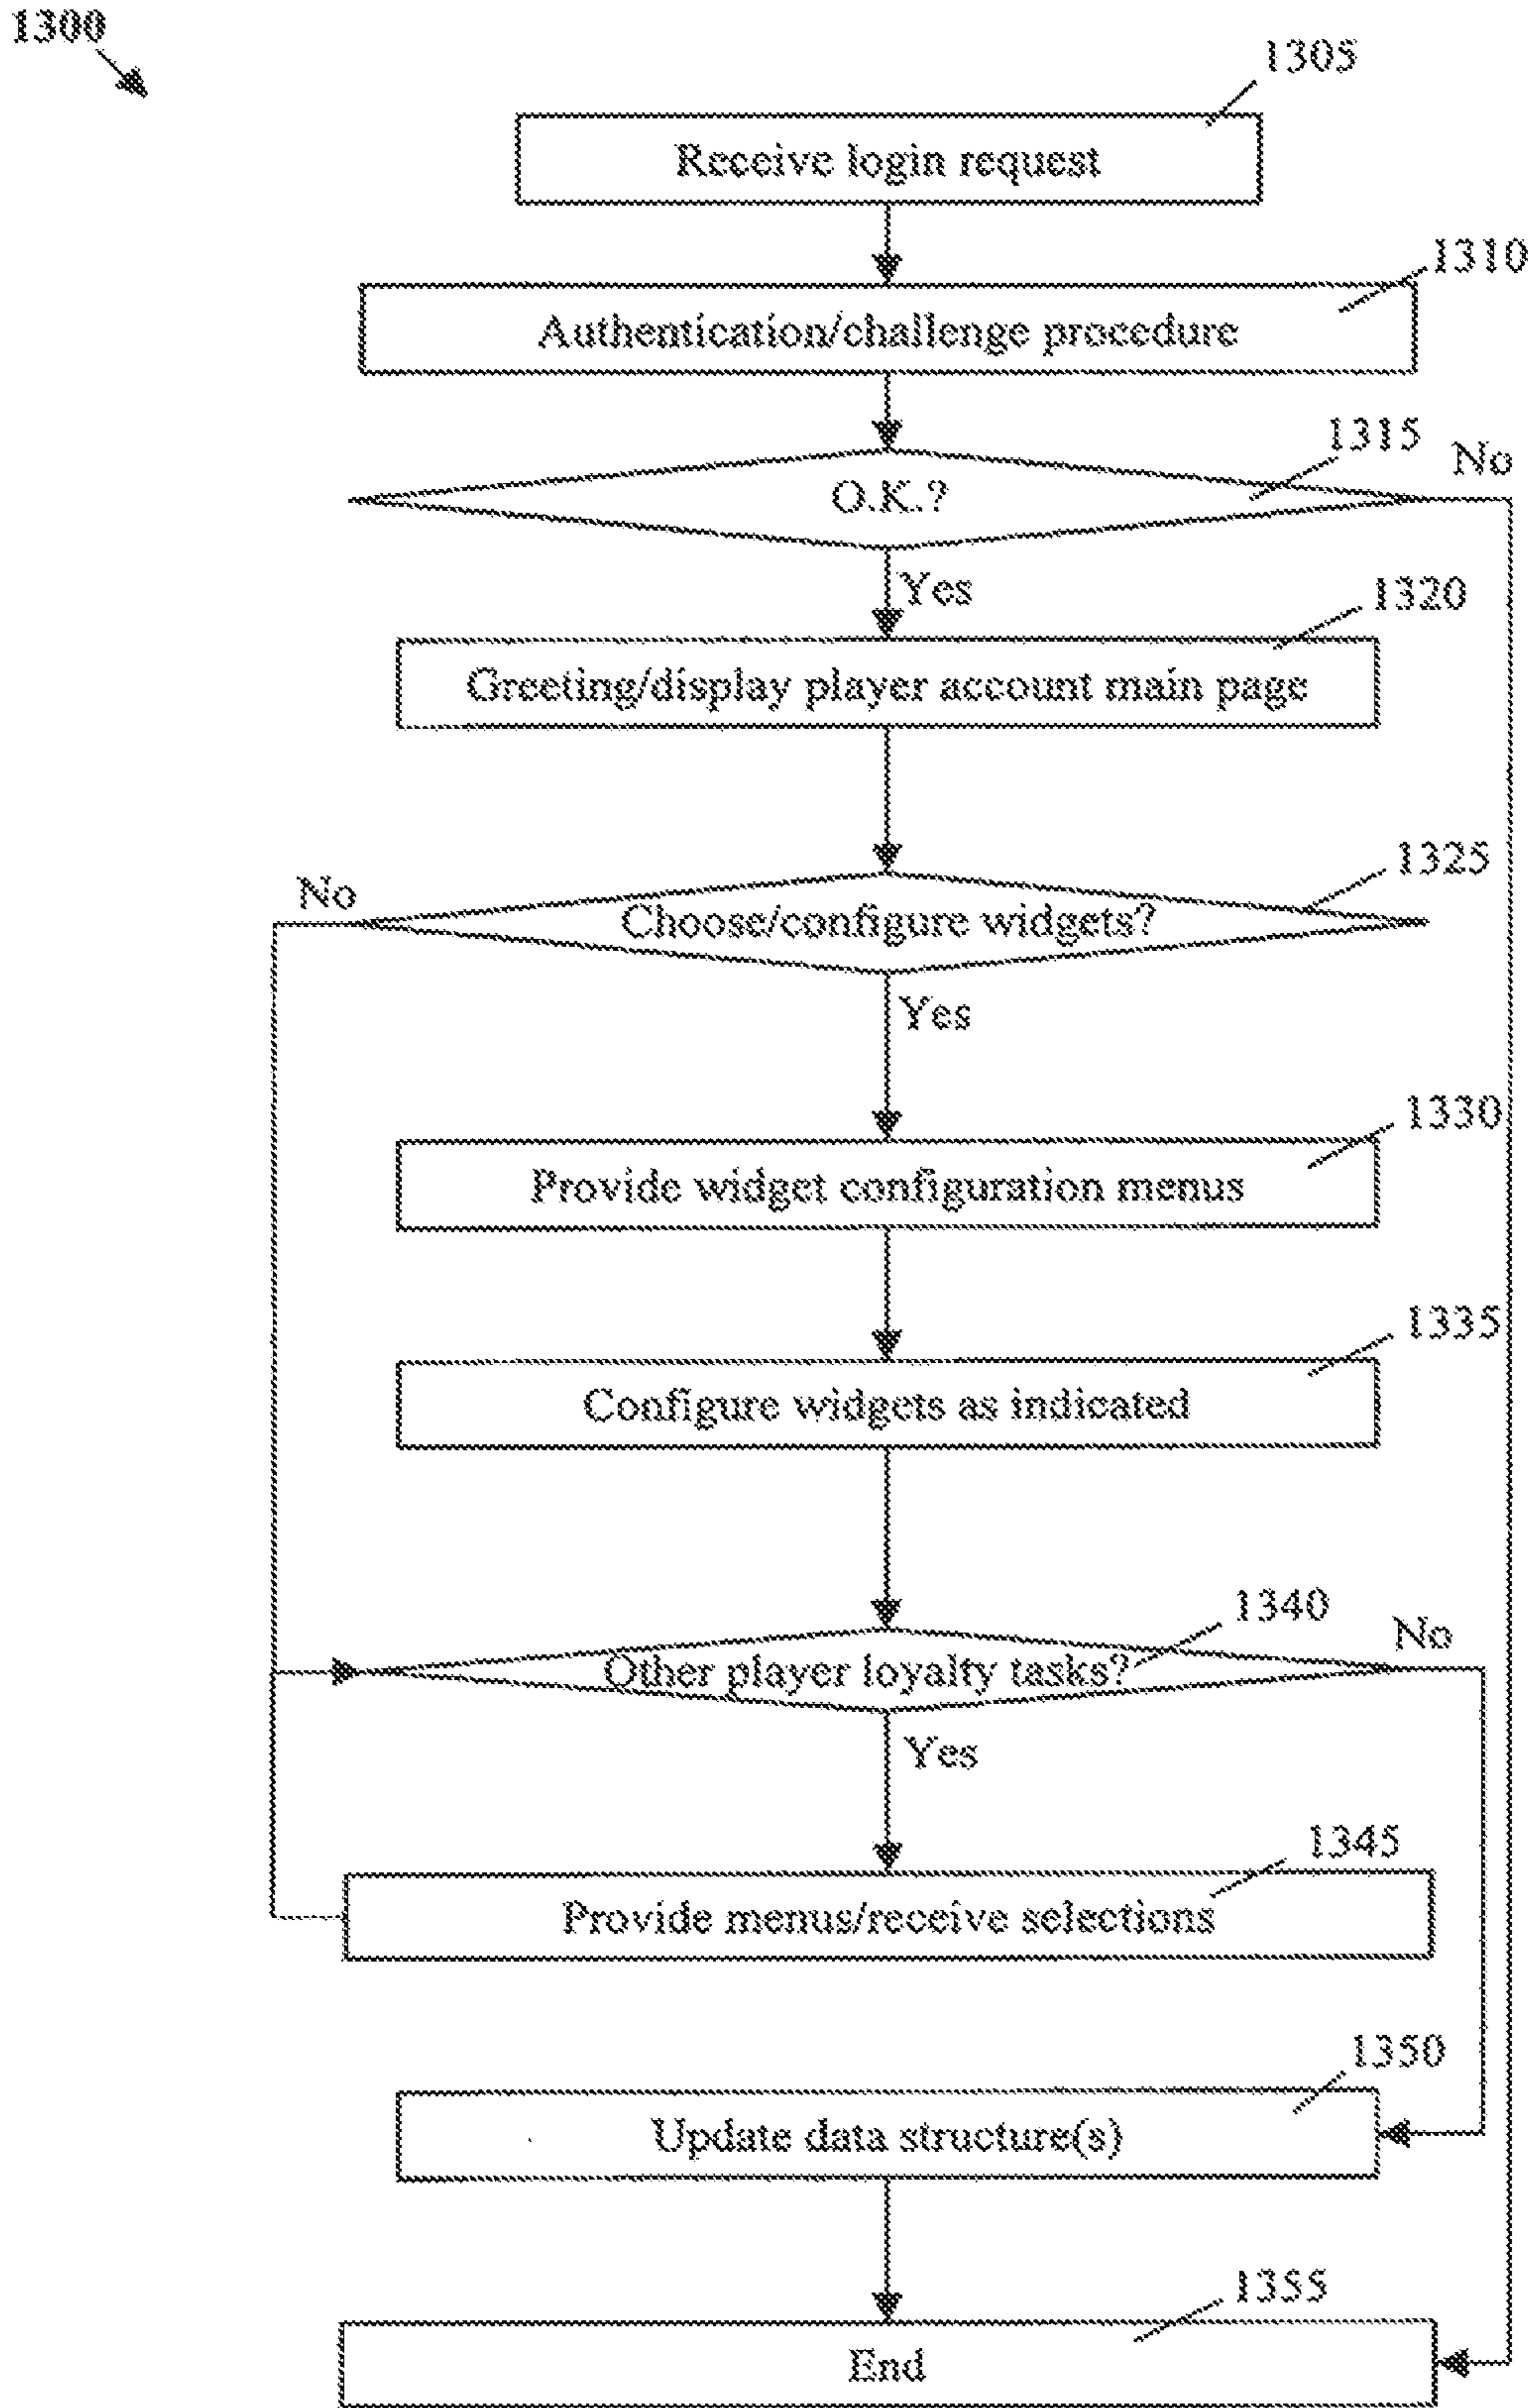 1300
1305
Receive login request
1310
Authentication/challenge procedure
1315
No
O.K.?
Yes
1320
Greeting/display player account main page
1325
No
Choose/configure widgets?
Yes
1330
Provide widget configuration menus
1335
Configure widgets as indicated
1340
No
Other player loyalty tasks?
Yes
1345
Provide menus/receive selections
1350
Update data structure(s)
1355
End